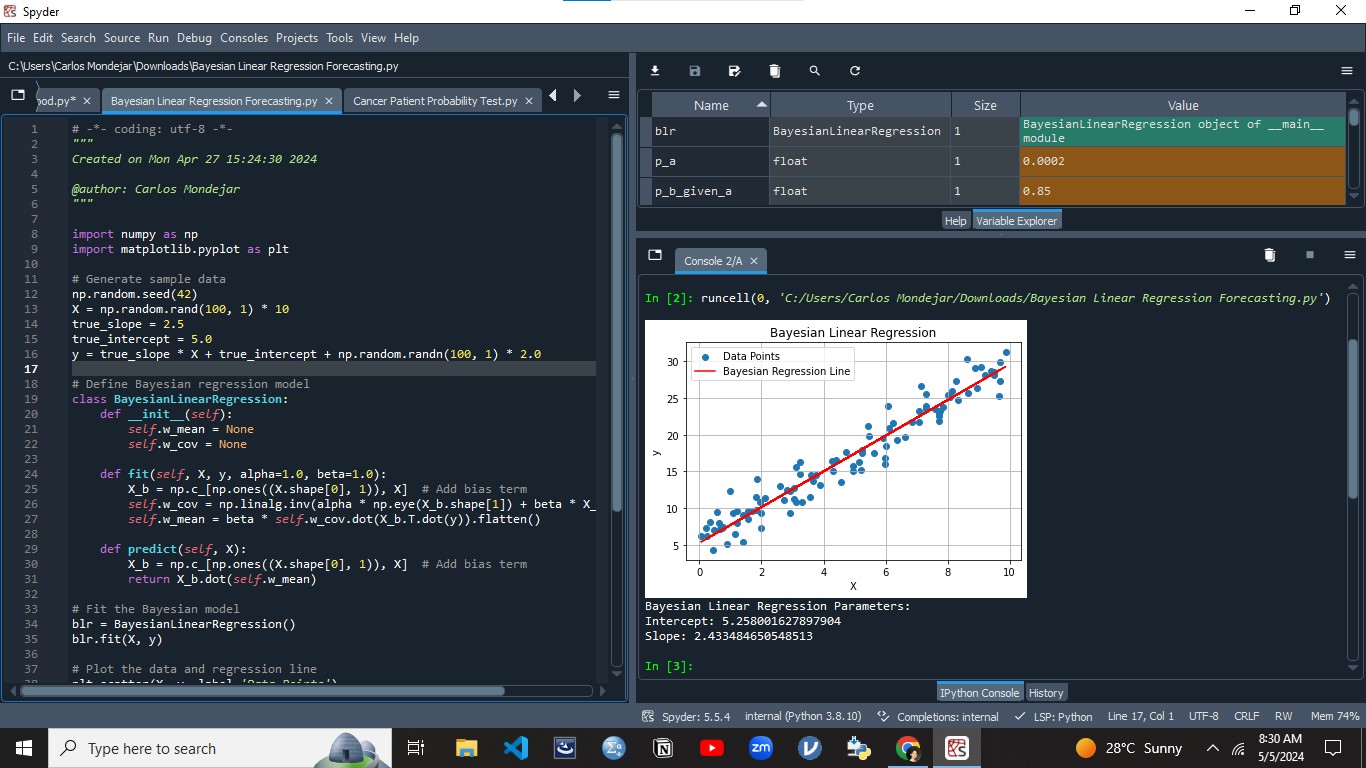 Spyder
File Edit Search Source Run Debug Consoles Projects Tools View Help
C:\Users\Carlos Mondejar\Downloads\Bayesian Linear Regression Forecasting.py
ood.py*
Bayesian Linear Regression Forecasting.py
Cancer Patient Probability Test.py
1 # -*- coding: utf-8 -*-
2 """
3 Created on Mon Apr 27 15:24:30 2024
4
5 @author: Carlos Mondejar
6 """
7
8 import numpy as np
9 import matplotlib.pyplot as plt
10
11 # Generate sample data
12 np.random.seed(42)
13 X = np.random.rand(100, 1) * 10
14 true_slope = 2.5
15 true_intercept = 5.0
16 y = true_slope * X + true_intercept + np.random.randn(100, 1) * 2.0
17
18 # Define Bayesian regression model
19 class BayesianLinearRegression:
20 def __init__(self):
21 self.w_mean = None
22 self.w_cov = None
23
24 def fit(self, X, y, alpha=1.0, beta=1.0):
25 X_b = np.c_[np.ones((X.shape[0], 1)), X] # Add bias term
26 self.w_cov = np.linalg.inv(alpha * np.eye(X_b.shape[1]) + beta * X_
27 self.w_mean = beta * self.w_cov.dot(X_b.T.dot(y)).flatten()
28
29 def predict(self, X):
30 X_b = np.c_[np.ones((X.shape[0], 1)), X] # Add bias term
31 return X_b.dot(self.w_mean)
32
33 # Fit the Bayesian model
34 blr = BayesianLinearRegression()
35 blr.fit(X, y)
36
37 # Plot the data and regression line
Name Type Size Value
blr BayesianLinearRegression 1 BayesianLinearRegression object of __main__
module
p_a float 1 0.0002
p_b_given_a float 1 0.85
Help Variable Explorer
Console 2/A
In [2]: runcell(0, 'C:/Users/Carlos Mondejar/Downloads/Bayesian Linear Regression Forecasting.py')
Bayesian Linear Regression
Data Points
Bayesian Regression Line
30
25
20
15
10
5
y
0 2 4 6 8 10
X
Bayesian Linear Regression Parameters:
Intercept: 5.258001627897904
Slope: 2.433484650548513
In [3]:
IPython Console History
Spyder: 5.5.4 internal (Python 3.8.10) Completions: internal LSP: Python Line 17, Col 1 UTF-8 CRLF RW Mem 74%
Type here to search
zm
28°C Sunny
8:30 AM
5/5/2024